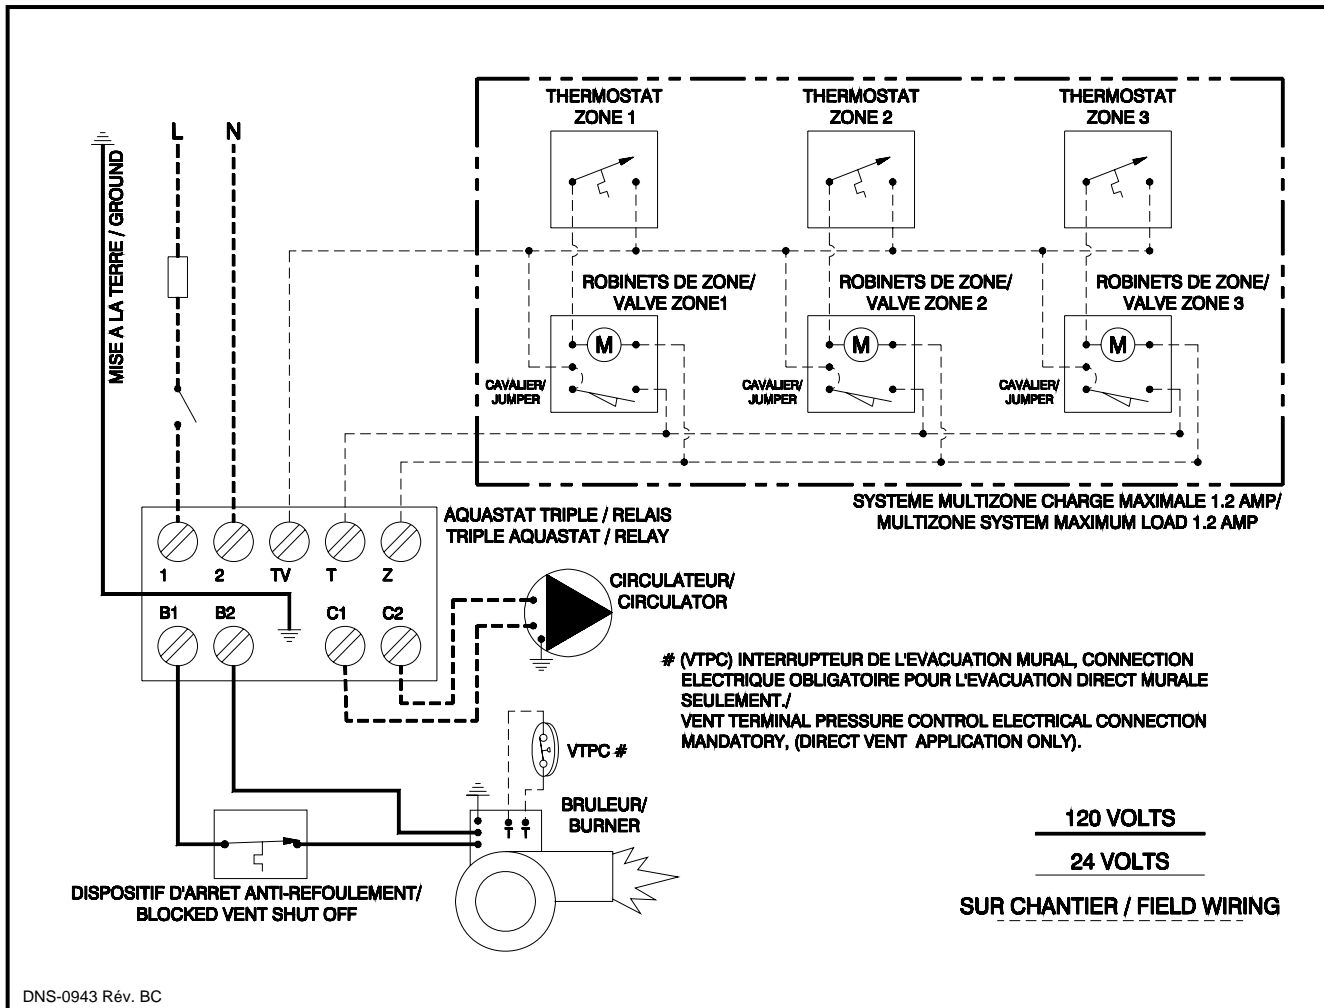 THERMOSTAT
ZONE 1
THERMOSTAT
ZONE 2
THERMOSTAT
ZONE 3
L
N
MISE A LA TERRE / GROUND
ROBINETS DE ZONE/
VALVE ZONE1
ROBINETS DE ZONE/
VALVE ZONE 2
ROBINETS DE ZONE/
VALVE ZONE 3
M
M
M
CAVALIER/
JUMPER
CAVALIER/
JUMPER
CAVALIER/
JUMPER
SYSTEME MULTIZONE CHARGE MAXIMALE 1.2 AMP/
MULTIZONE SYSTEM MAXIMUM LOAD 1.2 AMP
AQUASTAT TRIPLE / RELAIS
TRIPLE AQUASTAT / RELAY
1
2
TV
T
Z
B1
B2
C1
C2
CIRCULATEUR/
CIRCULATOR
# (VTPC) INTERRUPTEUR DE L'EVACUATION MURAL, CONNECTION
ELECTRIQUE OBLIGATOIRE POUR L'EVACUATION DIRECT MURALE
SEULEMENT./
VENT TERMINAL PRESSURE CONTROL ELECTRICAL CONNECTION
MANDATORY, (DIRECT VENT APPLICATION ONLY).
VTPC #
BRULEUR/
BURNER
T T
DISPOSITIF D'ARRET ANTI-REFOULEMENT/
BLOCKED VENT SHUT OFF
120 VOLTS
24 VOLTS
SUR CHANTIER / FIELD WIRING
DNS-0943 Rév. BC